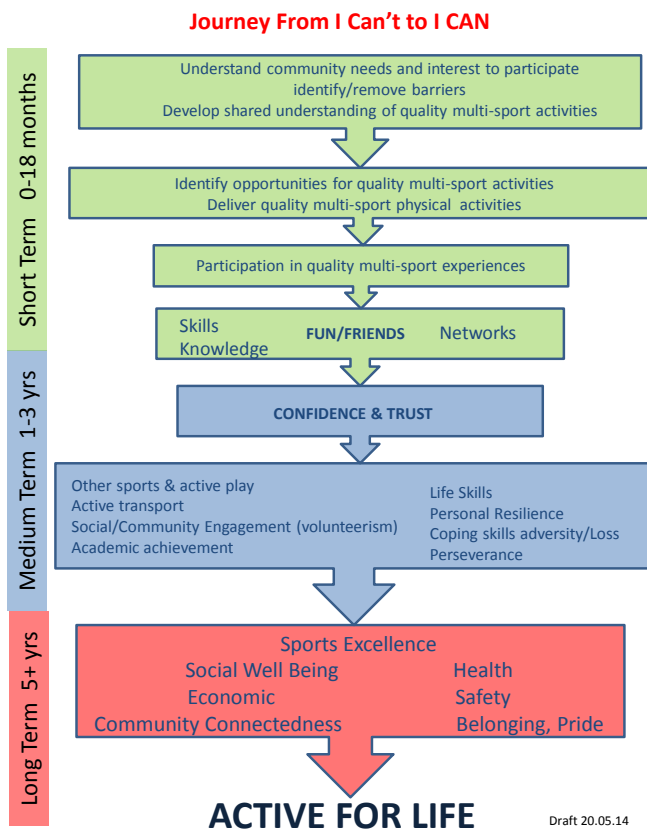 Journey From I Can't to I CAN
Short Term 0-18 months
Understand community needs and interest to participate
identify/remove barriers
Develop shared understanding of quality multi-sport activities
Identify opportunities for quality multi-sport activities
Deliver quality multi-sport physical activities
Participation in quality multi-sport experiences
Skills
Knowledge
FUN/FRIENDS
Networks
Medium Term 1-3 yrs
CONFIDENCE & TRUST
Other sports & active play
Active transport
Social/Community Engagement (volunteerism)
Academic achievement
Life Skills
Personal Resilience
Coping skills adversity/Loss
Perseverance
Long Term 5+ yrs
Sports Excellence
Social Well Being
Economic
Community Connectedness
Health
Safety
Belonging, Pride
ACTIVE FOR LIFE
Draft 20.05.14